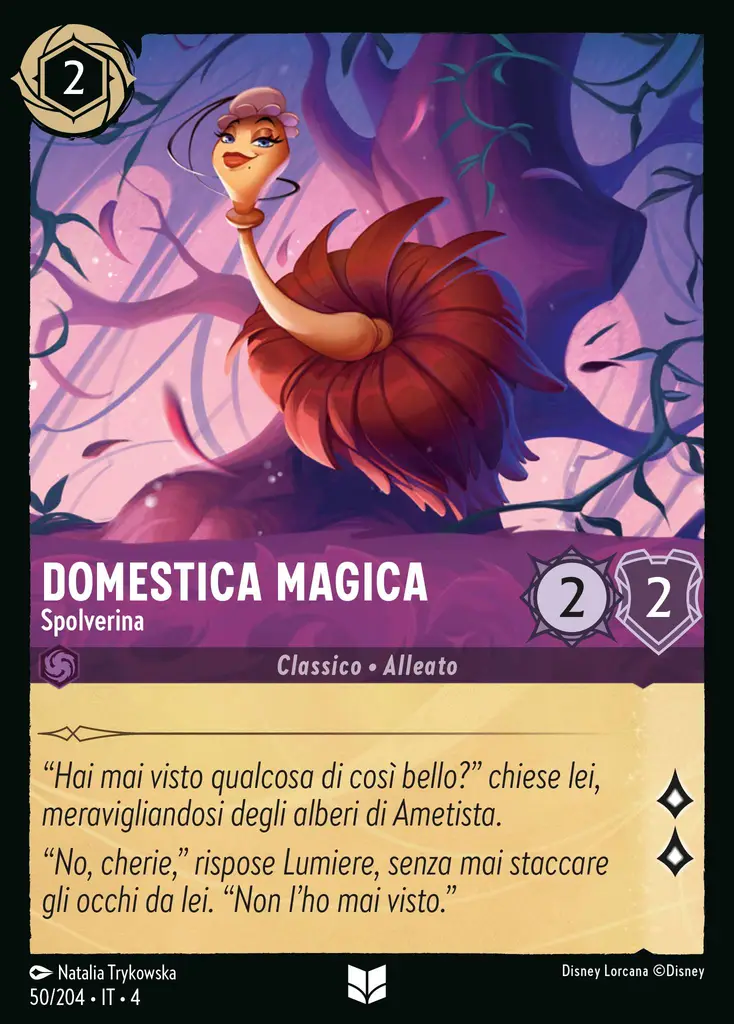 2
DOMESTICA MAGICA
Spolverina
2
2
Classico • Alleato
“Hai mai visto qualcosa di così bello?” chiese lei,
meravigliandosi degli alberi di Ametista.
“No, cherie,” rispose Lumiere, senza mai staccare
gli occhi da lei. “Non l’ho mai visto.”
Natalia Trykowska
Disney Lorcana ©Disney
50/204 • IT • 4